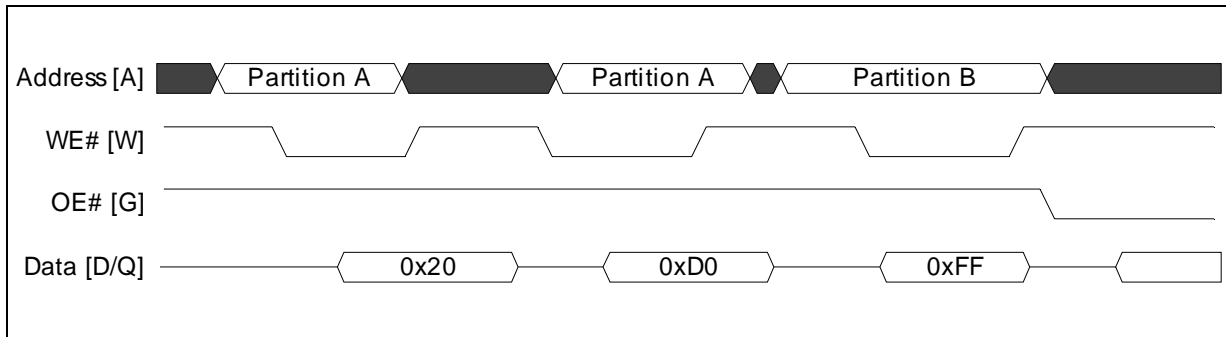 Address [A] Partition A Partition A Partition B
WE# [W]
OE# [G]
Data [D/Q] 0x20 0xD0 0xFF